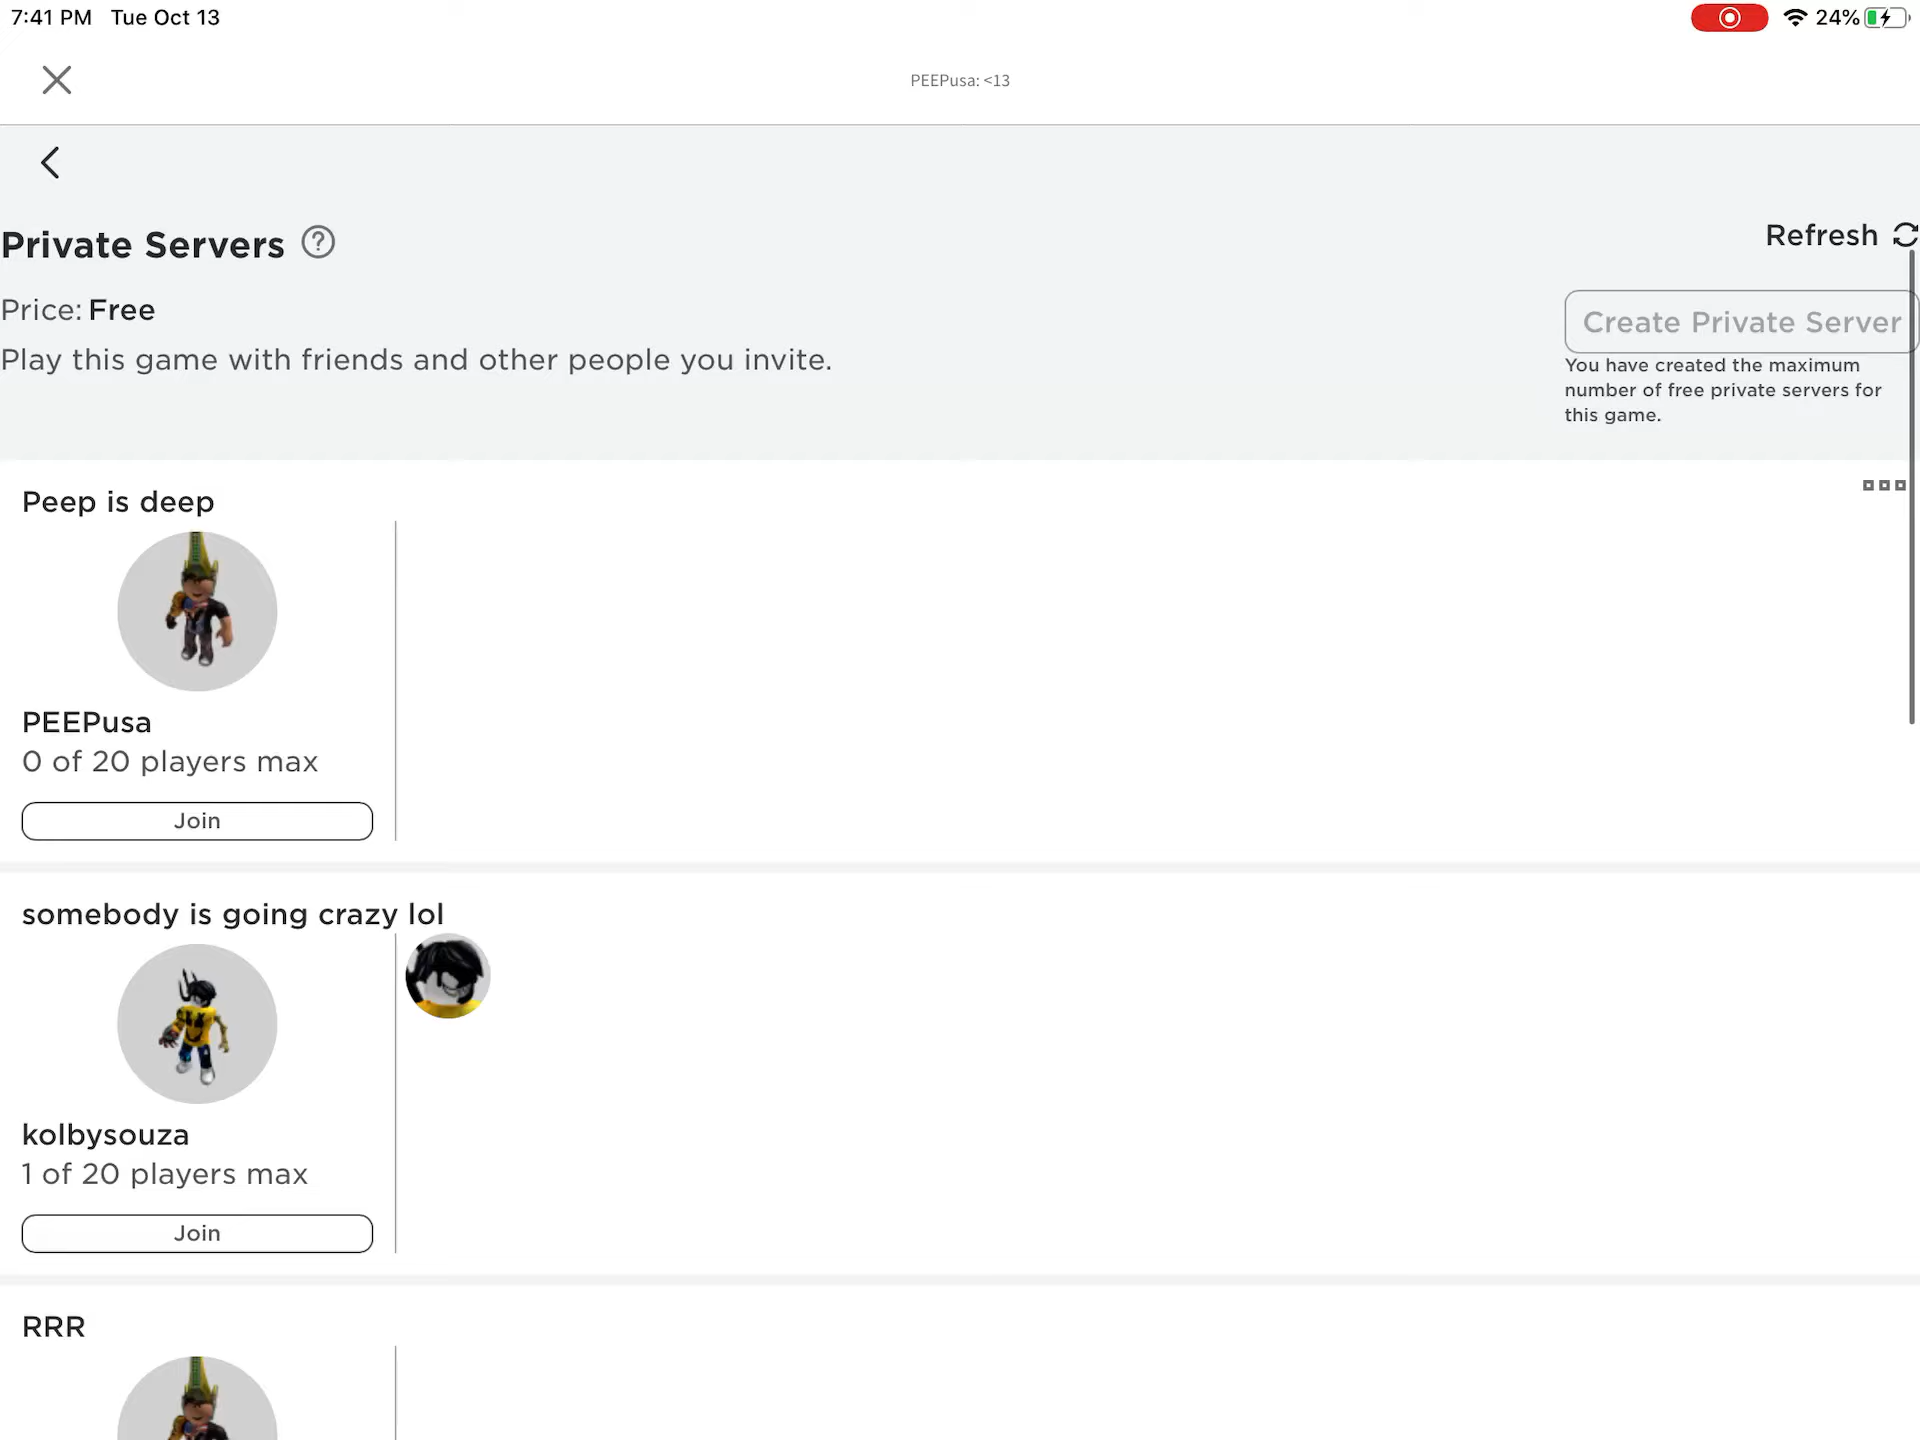 7:41 PM Tue Oct 13
24%
PEEPusa: <13
Private Servers
Refresh
Price: Free
Create Private Server
Play this game with friends and other people you invite.
You have created the maximum
number of free private servers for
this game.
Peep is deep
PEEPusa
0 of 20 players max
Join
somebody is going crazy lol
kolbysouza
1 of 20 players max
Join
RRR